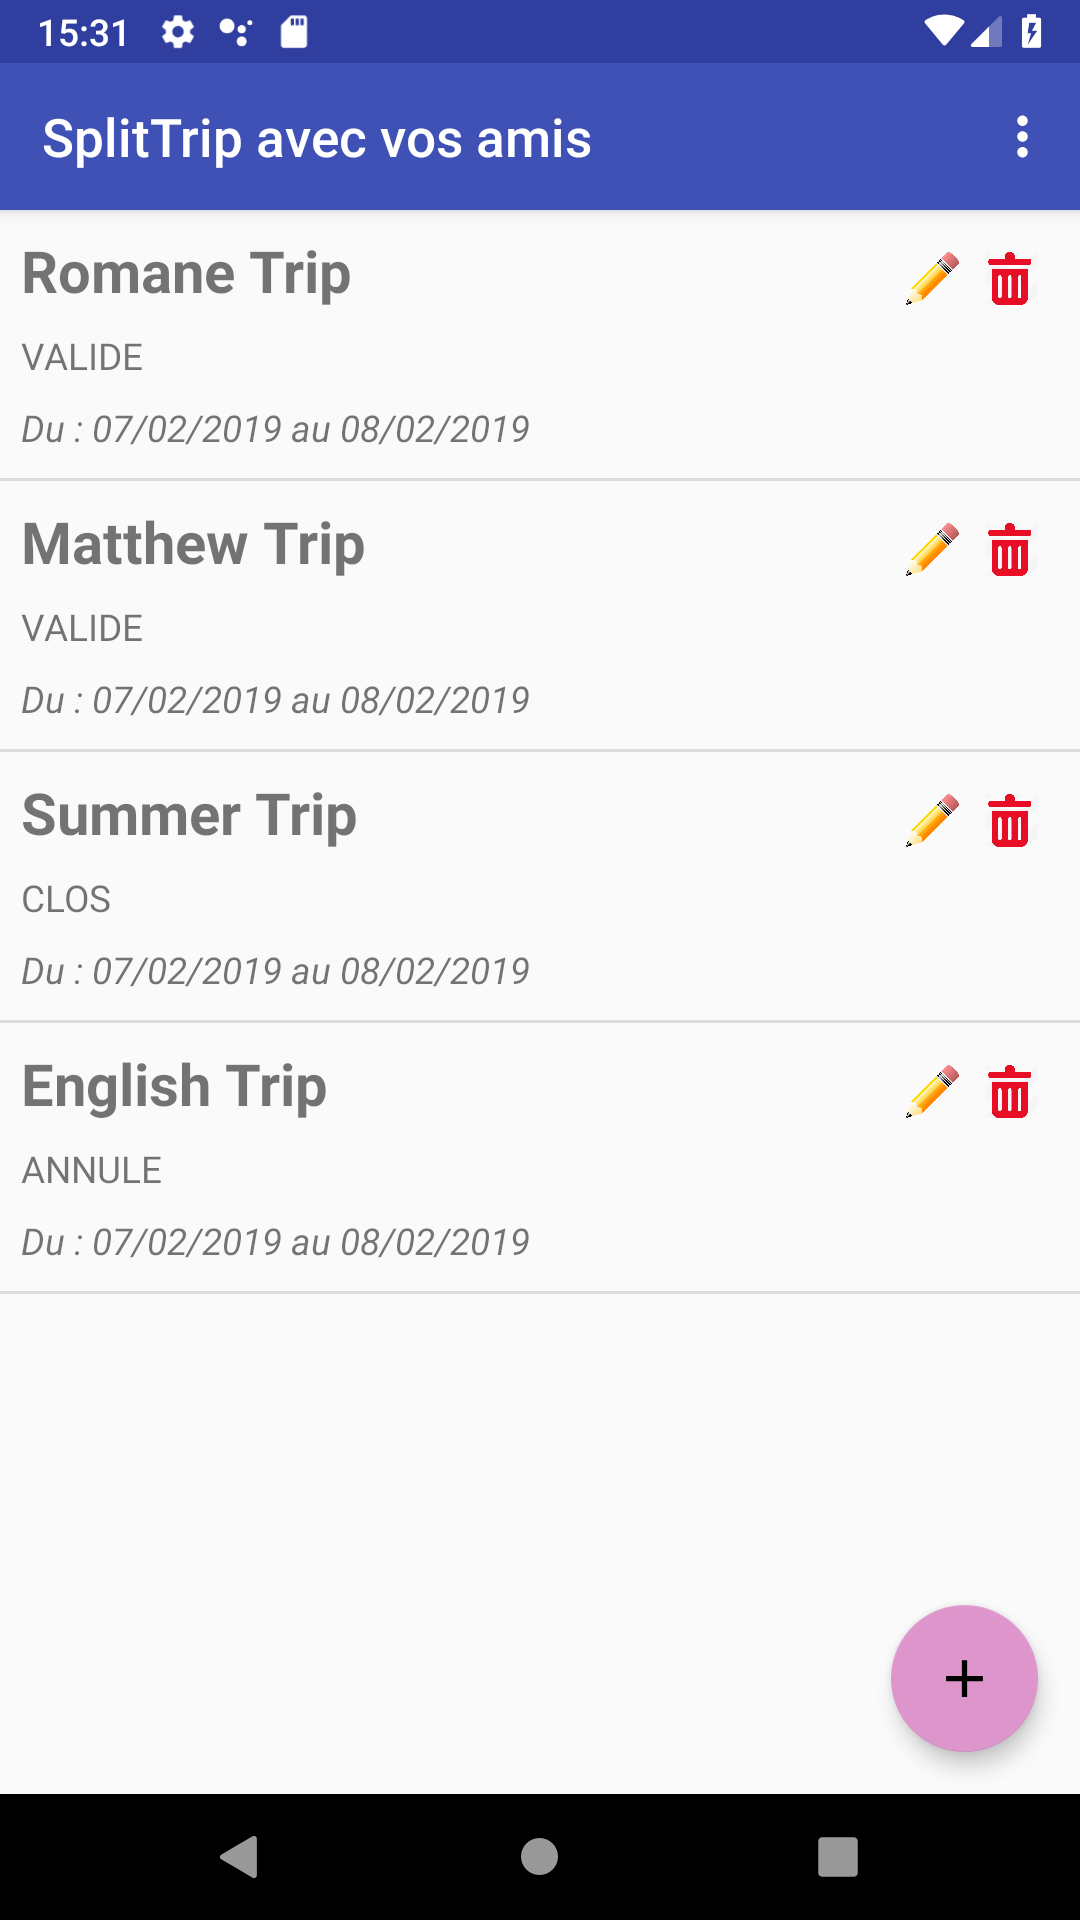 15:31
SplitTrip avec vos amis
Romane Trip
VALIDE
Du : 07/02/2019 au 08/02/2019
Matthew Trip
VALIDE
Du : 07/02/2019 au 08/02/2019
Summer Trip
CLOS
Du : 07/02/2019 au 08/02/2019
English Trip
ANNULE
Du : 07/02/2019 au 08/02/2019